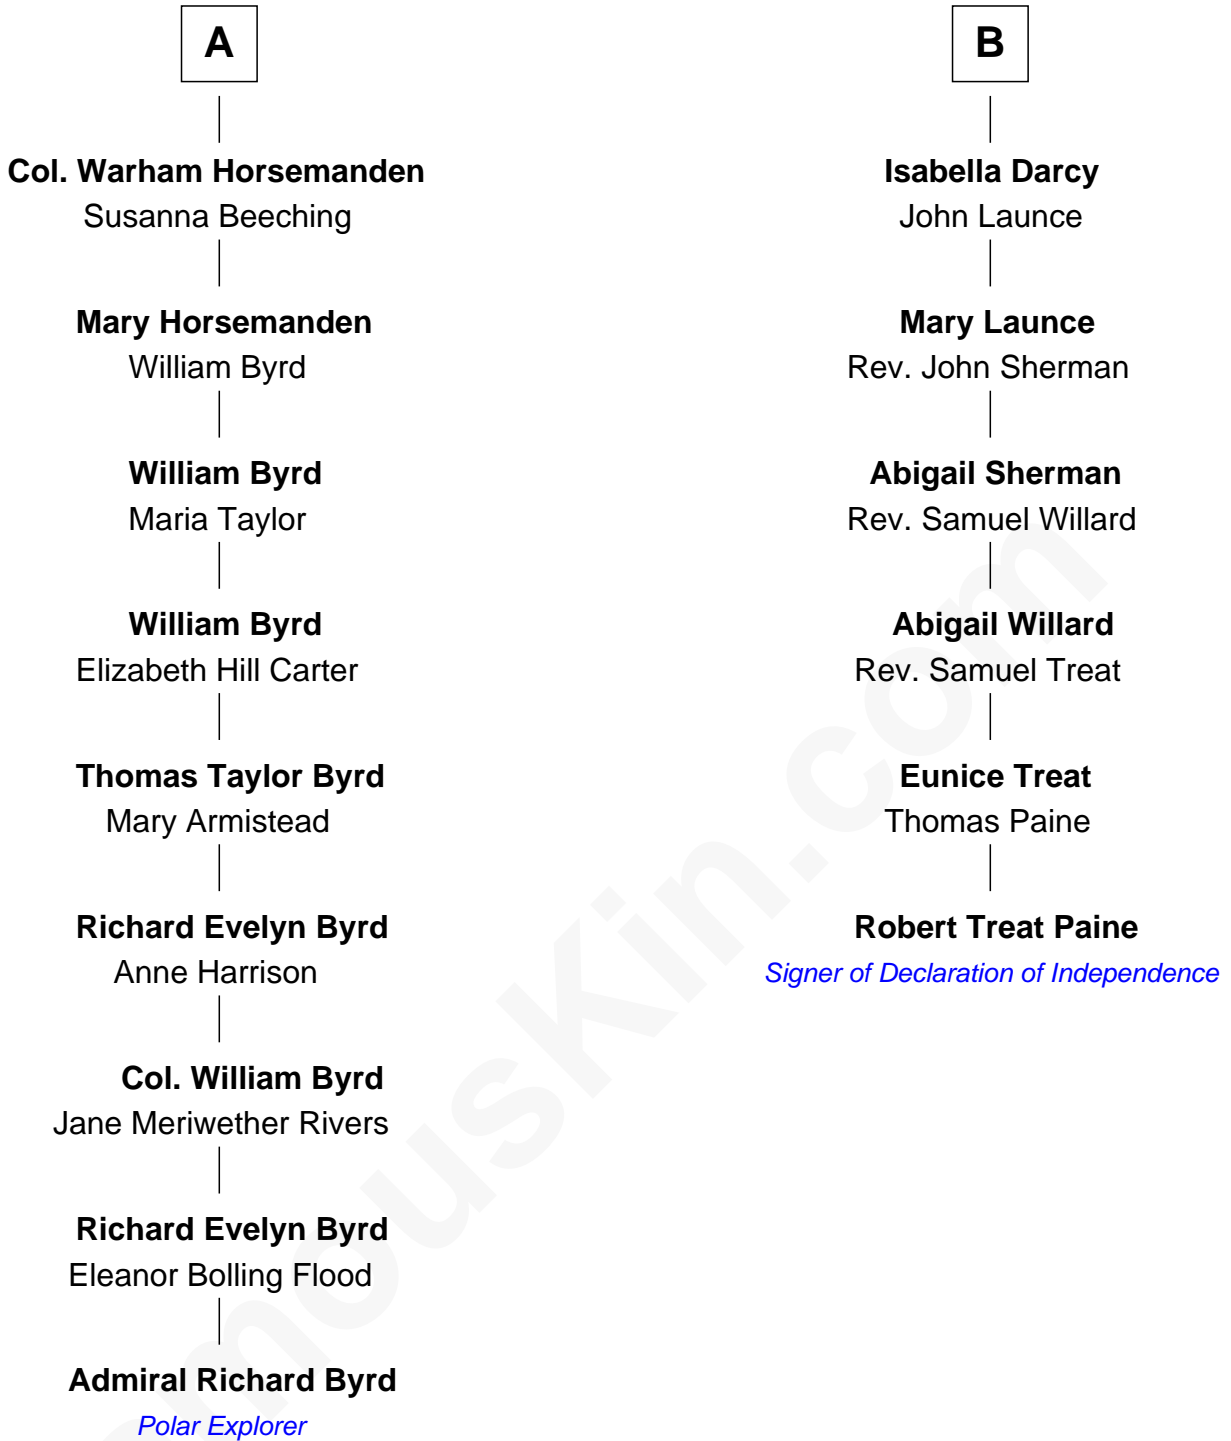 A
Col. Warham Horsemanden
Susanna Beeching
Mary Horsemanden
William Byrd
William Byrd
Maria Taylor
William Byrd
Elizabeth Hill Carter
Thomas Taylor Byrd
Mary Armistead
Richard Evelyn Byrd
Anne Harrison
Col. William Byrd
Jane Meriwether Rivers
Richard Evelyn Byrd
Eleanor Bolling Flood
Admiral Richard Byrd
Polar Explorer
B
Isabella Darcy
John Launce
Mary Launce
Rev. John Sherman
Abigail Sherman
Rev. Samuel Willard
Abigail Willard
Rev. Samuel Treat
Eunice Treat
Thomas Paine
Robert Treat Paine
Signer of Declaration of Independence
mousKin.com